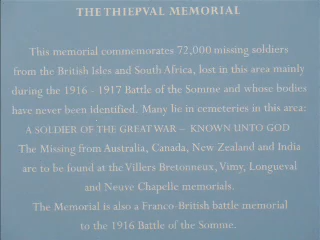 THE THIEPVAL MEMORIAL
This memorial commemorates 72,000 missing soldiers
from the British Isles and South Africa, lost in this area mainly
during the 1916 - 1917 Battle of the Somme and whose bodies
have never been Identified. Many lie in cemeteries in this area:
A SOLDIER OF THE GREAT WAR – KNOWN UNTO GOD
The Missing from Australia, Canada, New Zealand and India
are to be found at the Villers Bretonneux, Vimy, Longueval
and Neuve Chapelle memorials.
The Memorial is also a Franco-British battle memorial
to the 1916 Battle of the Somme.